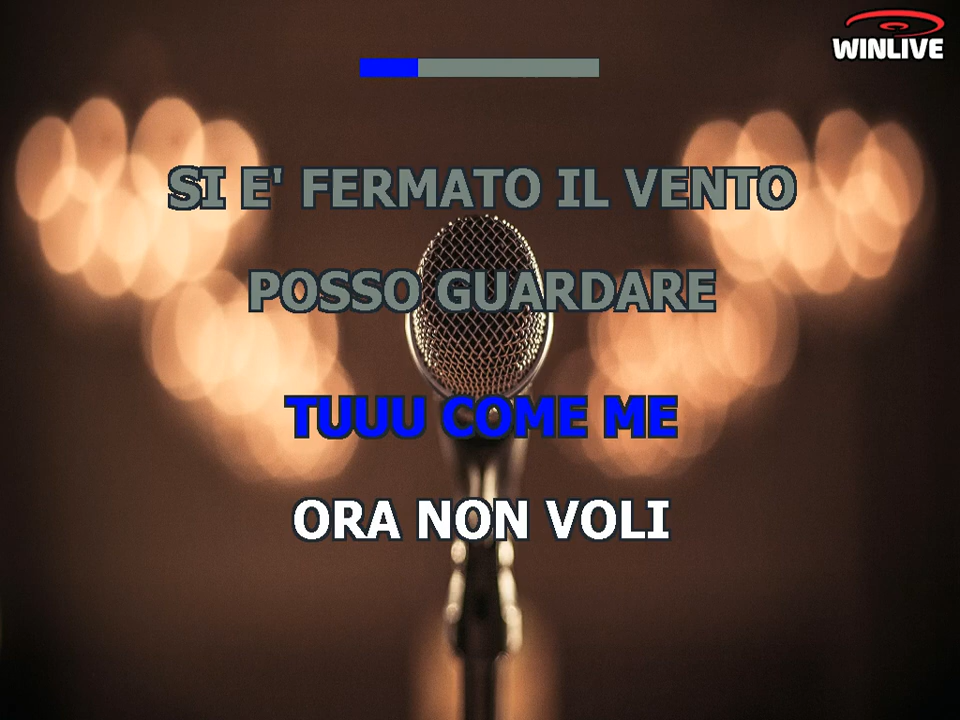 WINLIVE
SI E' FERMATO IL VENTO
POSSO GUARDARE
TUUU COME ME
ORA NON VOLI